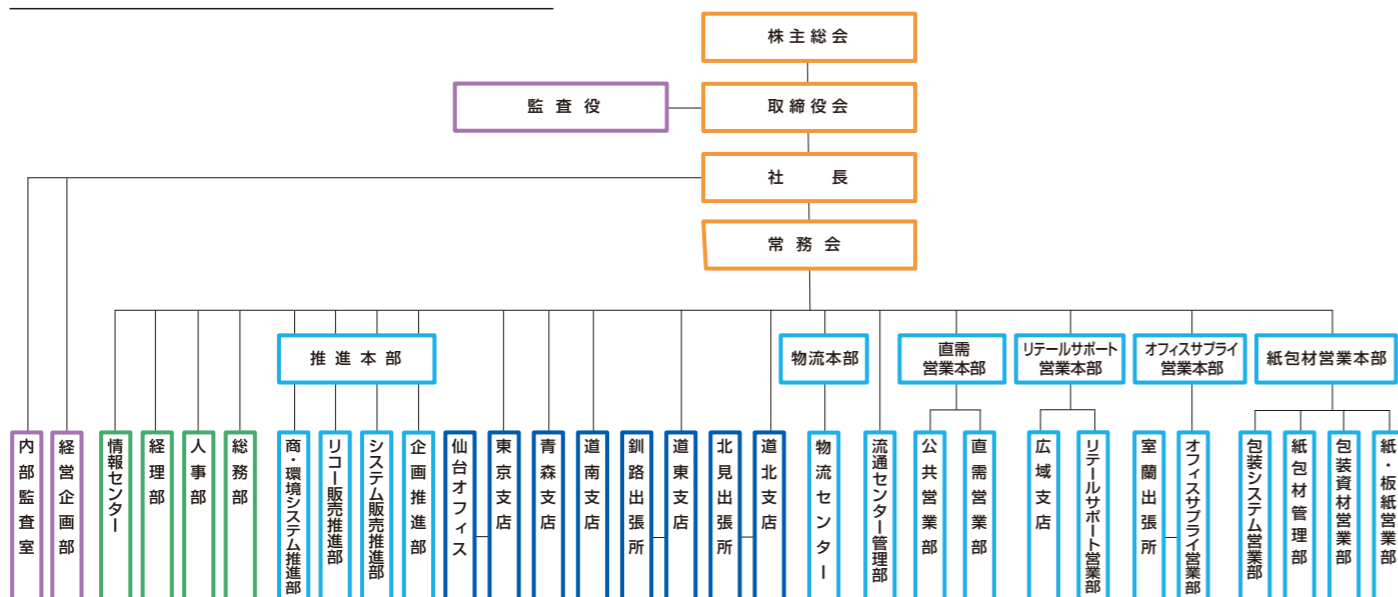 株主総会
監査役
取締役会
社長
常務会
推進本部
物流本部
直需
営業本部
リテールサポート
営業本部
オフィスサプライ
営業本部
紙包材営業本部
内部監査室
経営企画部
情報センター
経理部
人事部
総務部
商・環境システム推進部
リコー販売推進部
システム販売推進部
企画推進部
仙台オフィス
東京支店
青森支店
道南支店
釧路出張所
道東支店
北見出張所
道北支店
物流センター
流通センター管理部
公共営業部
直需営業部
広域支店
リテールサポート営業部
室蘭出張所
オフィスサプライ営業部
包装システム営業部
紙包材管理部
包装資材営業部
紙・板紙営業部